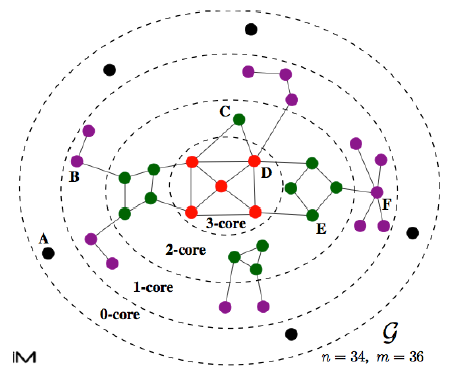 C
D
B
F
E
3-core
A
2-core
1-core
0-core
𝒢
IM
n = 34, m = 36